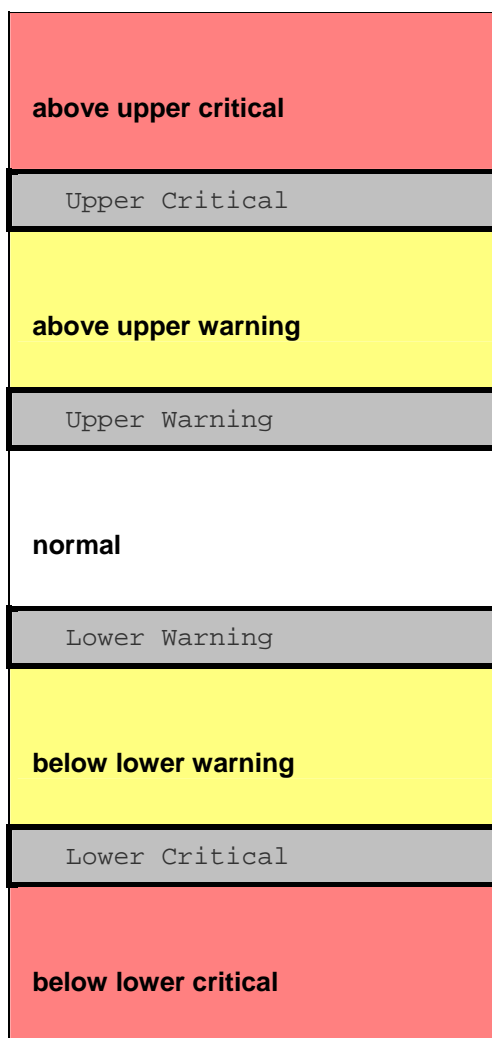 above upper critical
Upper Critical
above upper warning
Upper Warning
normal
Lower Warning
below lower warning
Lower Critical
below lower critical